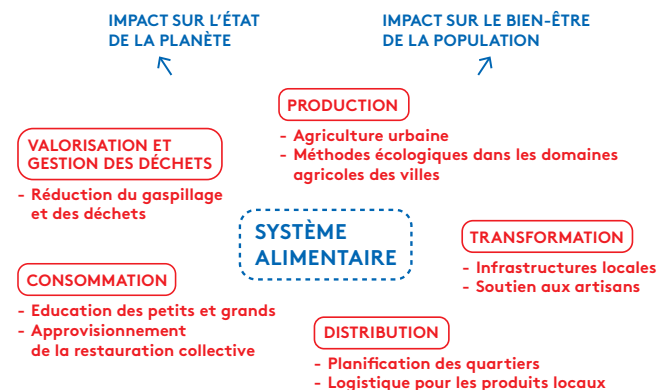 IMPACT SUR L'ÉTAT
DE LA PLANÈTE
IMPACT SUR LE BIEN-ÊTRE
DE LA POPULATION
PRODUCTION
- Agriculture urbaine
- Méthodes écologiques dans les domaines
agricoles des villes
VALORISATION ET
GESTION DES DÉCHETS
- Réduction du gaspillage
et des déchets
SYSTÈME
ALIMENTAIRE
TRANSFORMATION
- Infrastructures locales
- Soutien aux artisans
CONSOMMATION
- Education des petits et grands
- Approvisionnement
de la restauration collective
DISTRIBUTION
- Planification des quartiers
- Logistique pour les produits locaux